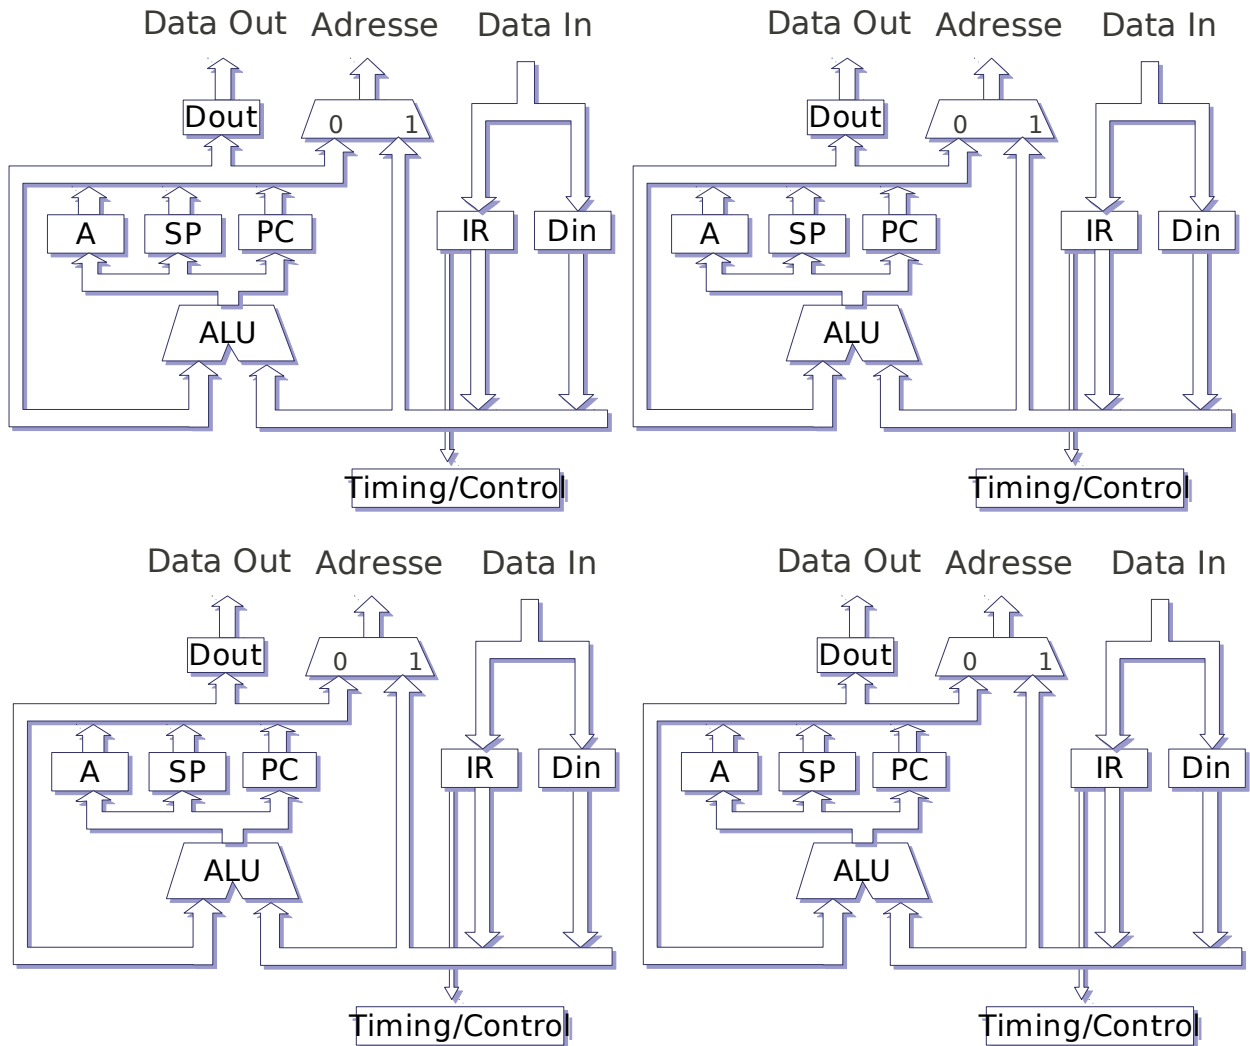 Data Out Adresse Data In
Dout 0 1
A SP PC IR Din
ALU
Timing/Control
Data Out Adresse Data In
Dout 0 1
A SP PC IR Din
ALU
Timing/Control
Data Out Adresse Data In
Dout 0 1
A SP PC IR Din
ALU
Timing/Control
Data Out Adresse Data In
Dout 0 1
A SP PC IR Din
ALU
Timing/Control